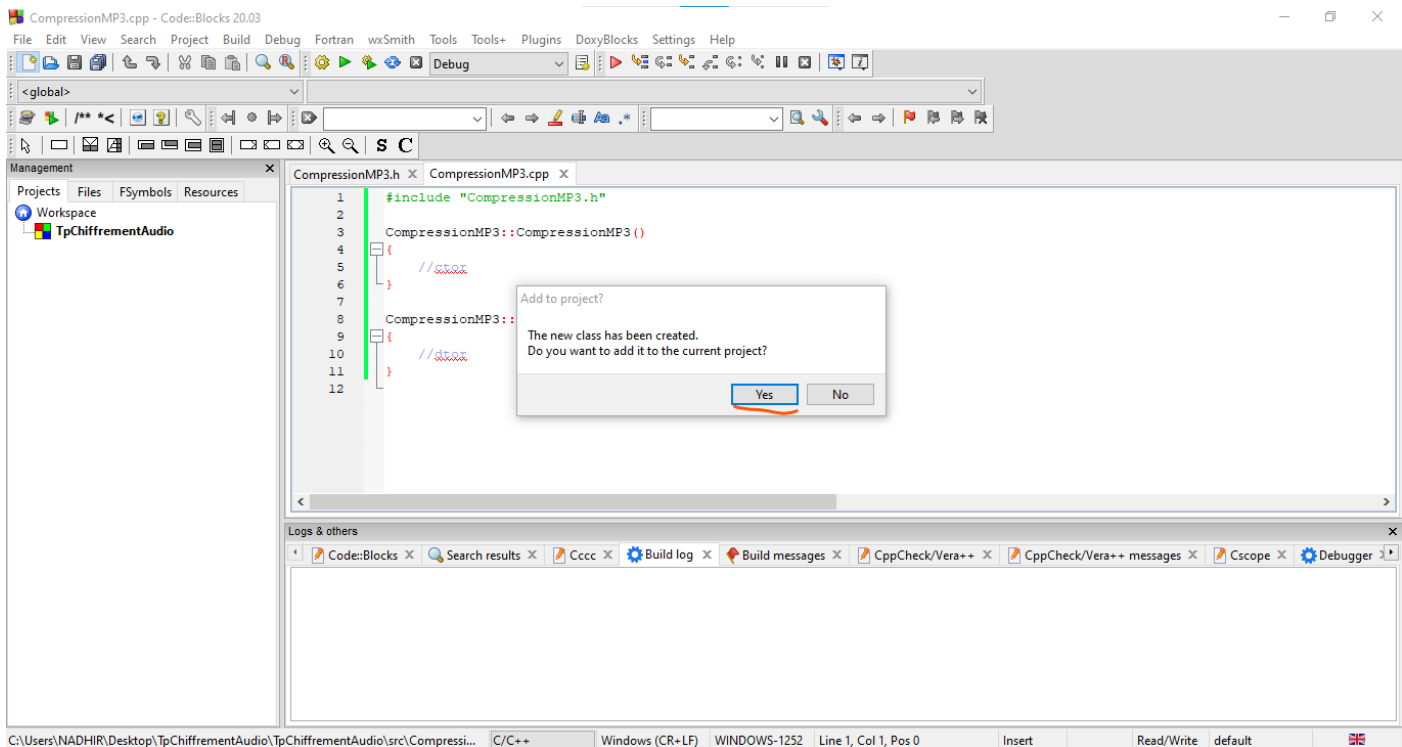 CompressionMP3.cpp - Code::Blocks 20.03
File Edit View Search Project Build Debug Fortran wxSmith Tools Tools+ Plugins DoxyBlocks Settings Help
Debug
<global>
/** *<
.*
S C
Management
Projects Files FSymbols Resources
Workspace
TpChiffrementAudio
CompressionMP3.h CompressionMP3.cpp
1 #include "CompressionMP3.h"
2
3 CompressionMP3::CompressionMP3()
4 {
5 //ctor
6 }
7
8 CompressionMP3::
9 {
10 //dtor
11 }
12
Add to project?
The new class has been created.
Do you want to add it to the current project?
Yes No
Logs & others
Code::Blocks Search results Cccc Build log Build messages CppCheck/Vera++ CppCheck/Vera++ messages Cscope Debugger
C:\Users\NADHIR\Desktop\TpChiffrementAudio\TpChiffrementAudio\src\Compressi... C/C++ Windows (CR+LF) WINDOWS-1252 Line 1, Col 1, Pos 0 Insert Read/Write default